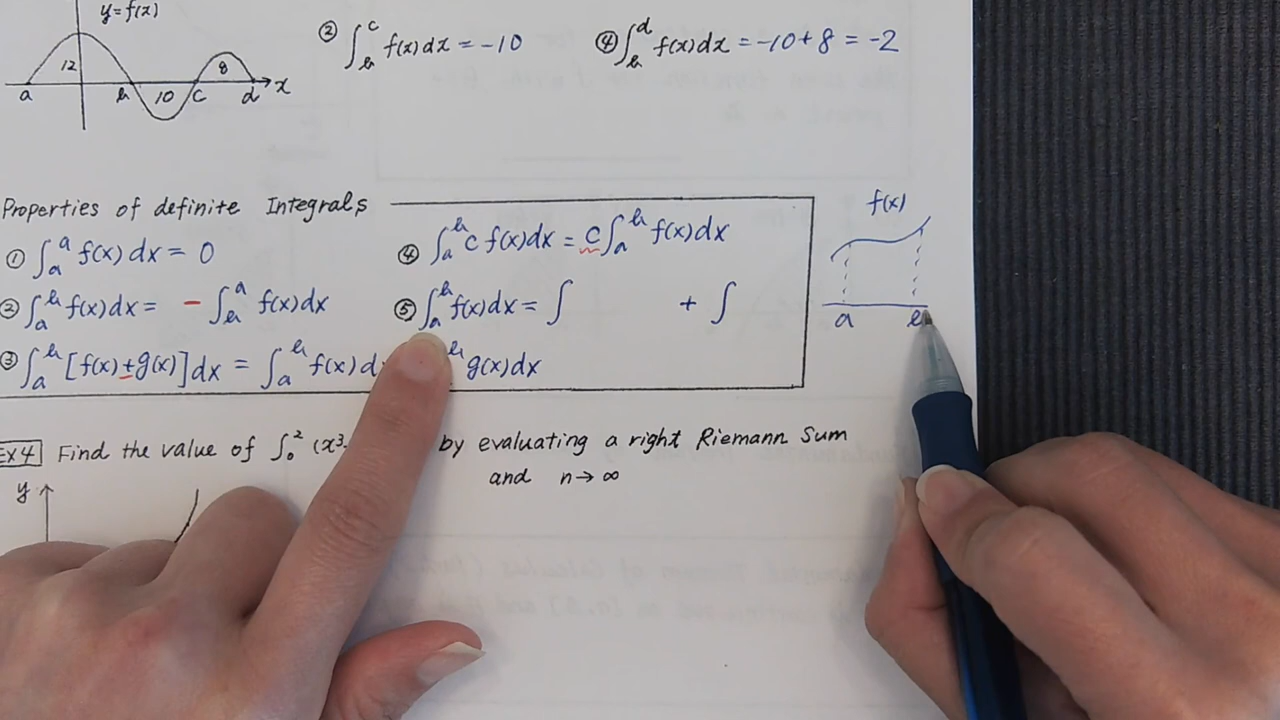 y=f(x)
12
8
10
a b c d x
② ∫_b^c f(x)dx = -10
④ ∫_b^d f(x)dx = -10+8 = -2
Properties of definite Integrals
① ∫_a^a f(x)dx = 0
② ∫_a^b f(x)dx = - ∫_b^a f(x)dx
③ ∫_a^b [f(x)±g(x)]dx = ∫_a^b f(x)d b g(x)dx
④ ∫_a^b c f(x)dx = c∫_a^b f(x)dx
⑤ ∫_a^b f(x)dx = ∫ + ∫
f(x)
a b
EX4 Find the value of ∫_0^2 (x³- by evaluating a right Riemann Sum
and n→∞
y